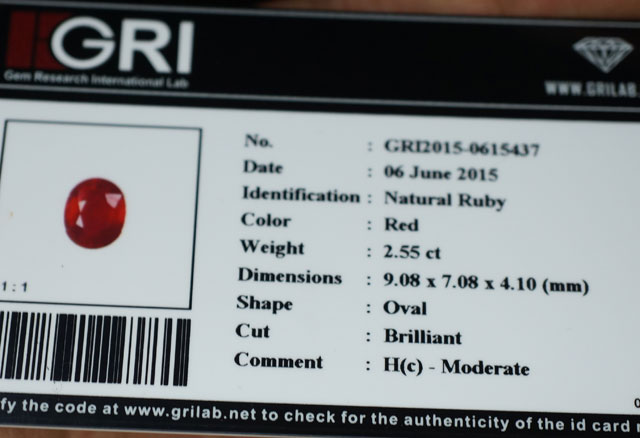 GRI
Gem Research International Lab
WWW.GRILAB.
No. : GRI2015-0615437
Date : 06 June 2015
Identification : Natural Ruby
Color : Red
Weight : 2.55 ct
Dimensions : 9.08 x 7.08 x 4.10 (mm)
Shape : Oval
Cut : Brilliant
Comment : H(c) - Moderate
1 : 1
fy the code at www.grilab.net to check for the authenticity of the id card